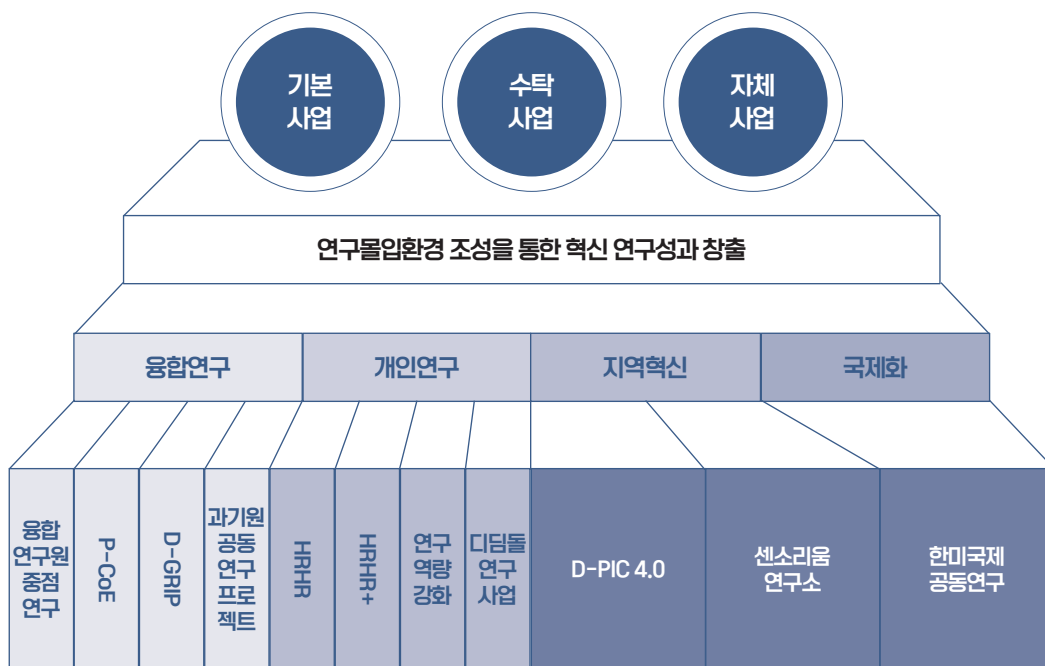 기본
사업
수탁
사업
자체
사업
연구몰입환경 조성을 통한 혁신 연구성과 창출
융합연구
개인연구
지역혁신
국제화
융합
연구원
중점
연구
P-CoE
D-GRIP
과기원
공동
연구
프로
젝트
HRHR
HRHR+
연구
역량
강화
디딤돌
연구
사업
D-PIC 4.0
센소리움
연구소
한미국제
공동연구